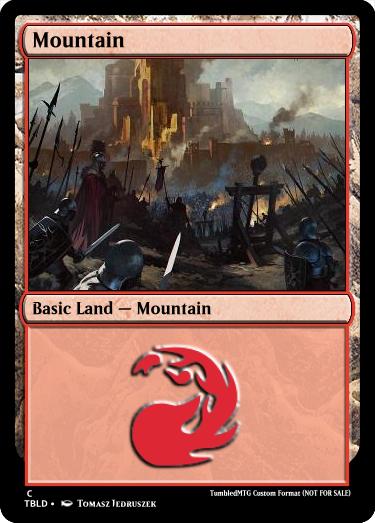 Mountain
Basic Land — Mountain
C
TBLD • Tomasz Jedruszek
TumbledMTG Custom Format (NOT FOR SALE)